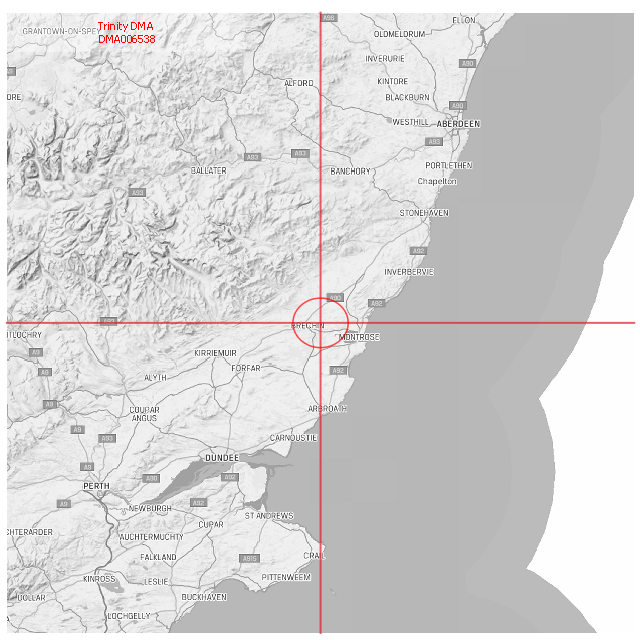 A98
ELLON
Trinity DMA
GRANTOWN-ON-SPEY
OLDMELDRUM
DMA006538
INVERURIE
A90
KINTORE
ALFORD
BLACKBURN
A90
WESTHILL
ABERDEEN
A93
A93
A93
PORTLETHEN
BALLATER
BANCHORY
Chapelton
A93
STONEHAVEN
A92
INVERBERVIE
A90
A92
BRECHIN
MONTROSE
ITLOCHRY
A9
KIRRIEMUIR
FORFAR
A92
A9
ALYTH
A9
COUPAR
ANGUS
ARBROATH
A9
A93
CARNOUSTIE
DUNDEE
A9
A90
A92
PERTH
A9
NEWBURGH
A92
ST ANDREWS
CUPAR
CHTERARDER
AUCHTERMUCHTY
FALKLAND
A915
CRAIL
KINROSS
LESLIE
PITTENWEEM
DOLLAR
BUCKHAVEN
LOCHGELLY